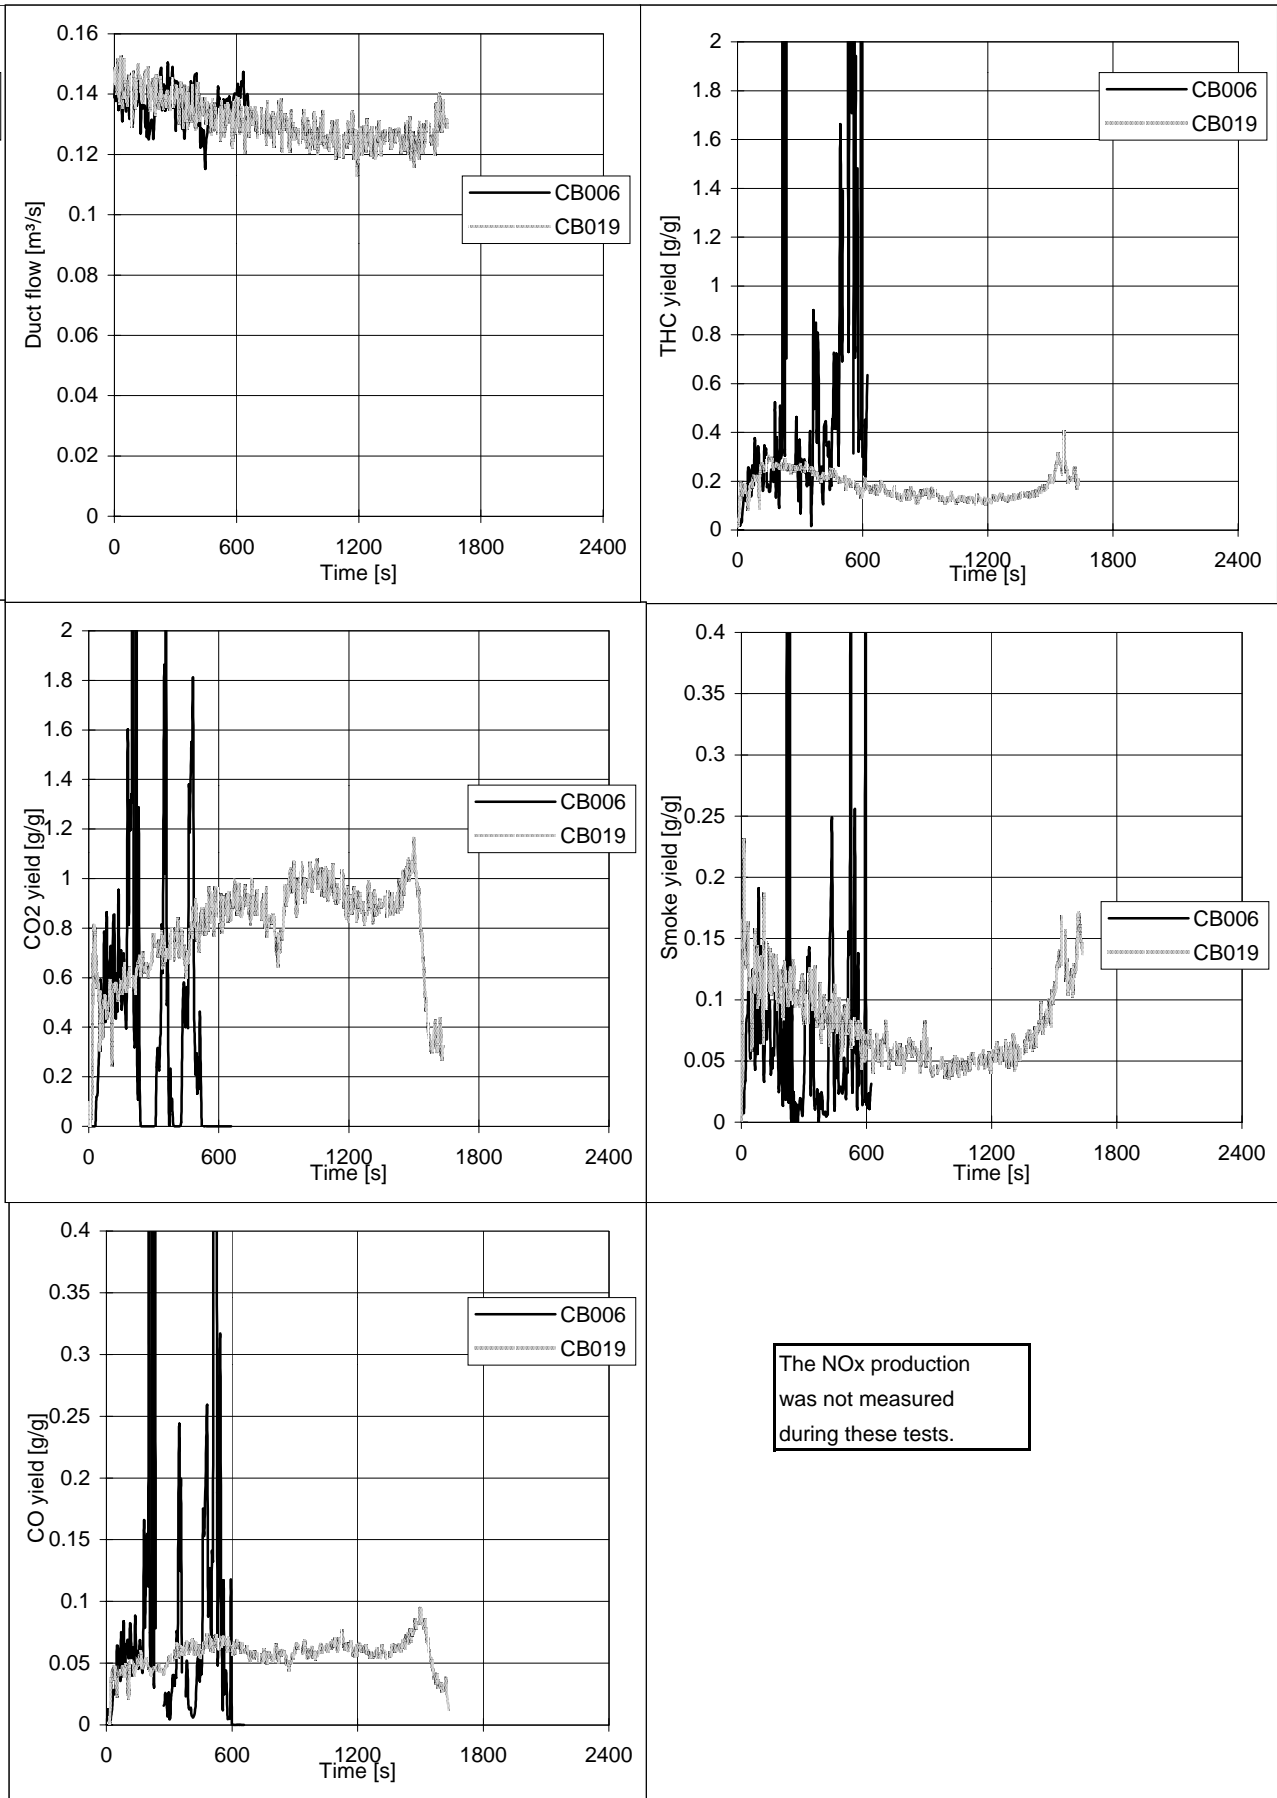 0.16
0.14
0.12
0.1
0.08
0.06
0.04
0.02
0
Duct flow [m³/s]
0 600 1200 1800 2400
Time [s]
CB006
CB019
2
1.8
1.6
1.4
1.2
1
0.8
0.6
0.4
0.2
0
THC yield [g/g]
0 600 1200 1800 2400
Time [s]
CB006
CB019
2
1.8
1.6
1.4
1.2
1
0.8
0.6
0.4
0.2
0
CO2 yield [g/g]
0 600 1200 1800 2400
Time [s]
CB006
CB019
0.4
0.35
0.3
0.25
0.2
0.15
0.1
0.05
0
Smoke yield [g/g]
0 600 1200 1800 2400
Time [s]
CB006
CB019
0.4
0.35
0.3
0.25
0.2
0.15
0.1
0.05
0
CO yield [g/g]
0 600 1200 1800 2400
Time [s]
CB006
CB019
The NOx production
was not measured
during these tests.